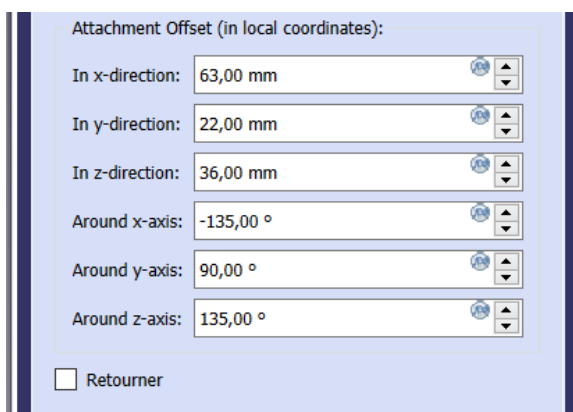 Attachment Offset (in local coordinates):
In x-direction: 63,00 mm
In y-direction: 22,00 mm
In z-direction: 36,00 mm
Around x-axis: -135,00 °
Around y-axis: 90,00 °
Around z-axis: 135,00 °
Retourner